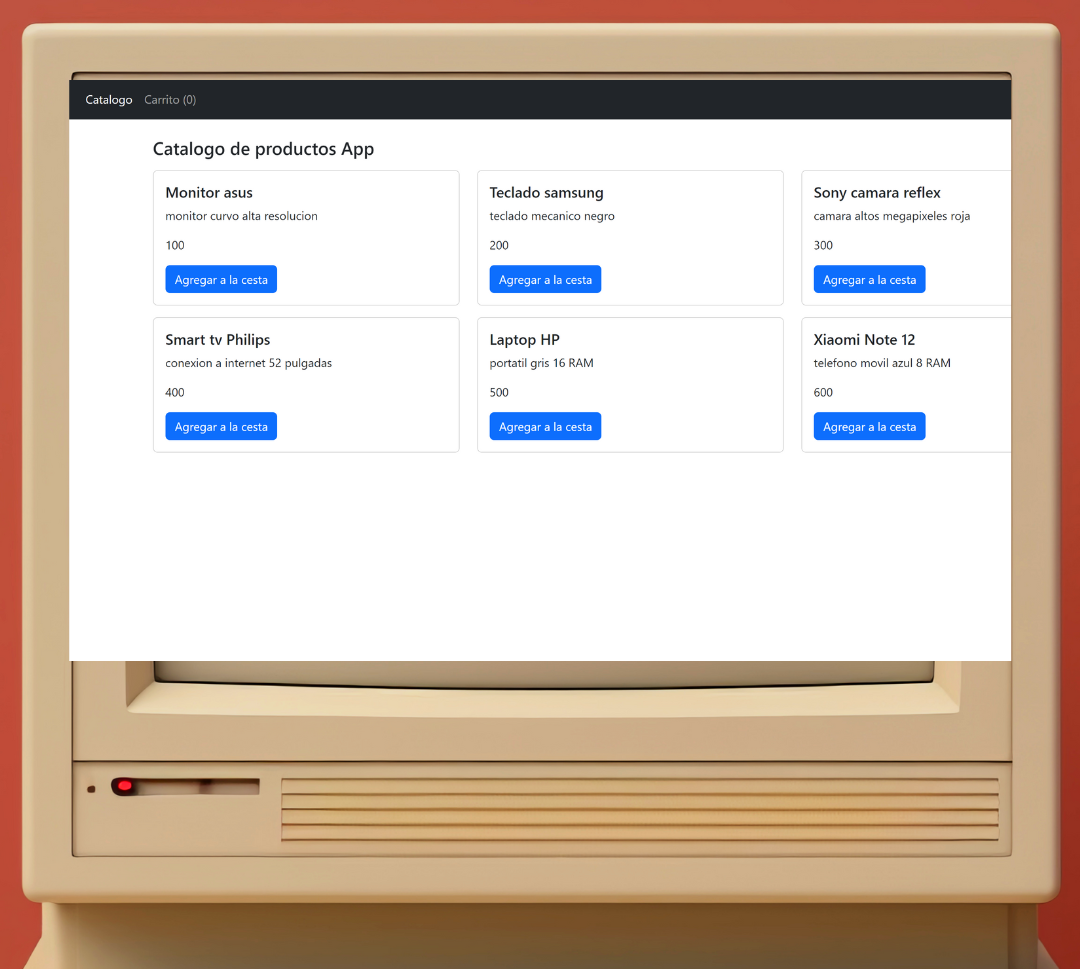 Catalogo Carrito (0)
Catalogo de productos App
Monitor asus
monitor curvo alta resolucion
100
Agregar a la cesta
Teclado samsung
teclado mecanico negro
200
Agregar a la cesta
Sony camara reflex
camara altos megapixeles roja
300
Agregar a la cesta
Smart tv Philips
conexion a internet 52 pulgadas
400
Agregar a la cesta
Laptop HP
portatil gris 16 RAM
500
Agregar a la cesta
Xiaomi Note 12
telefono movil azul 8 RAM
600
Agregar a la cesta